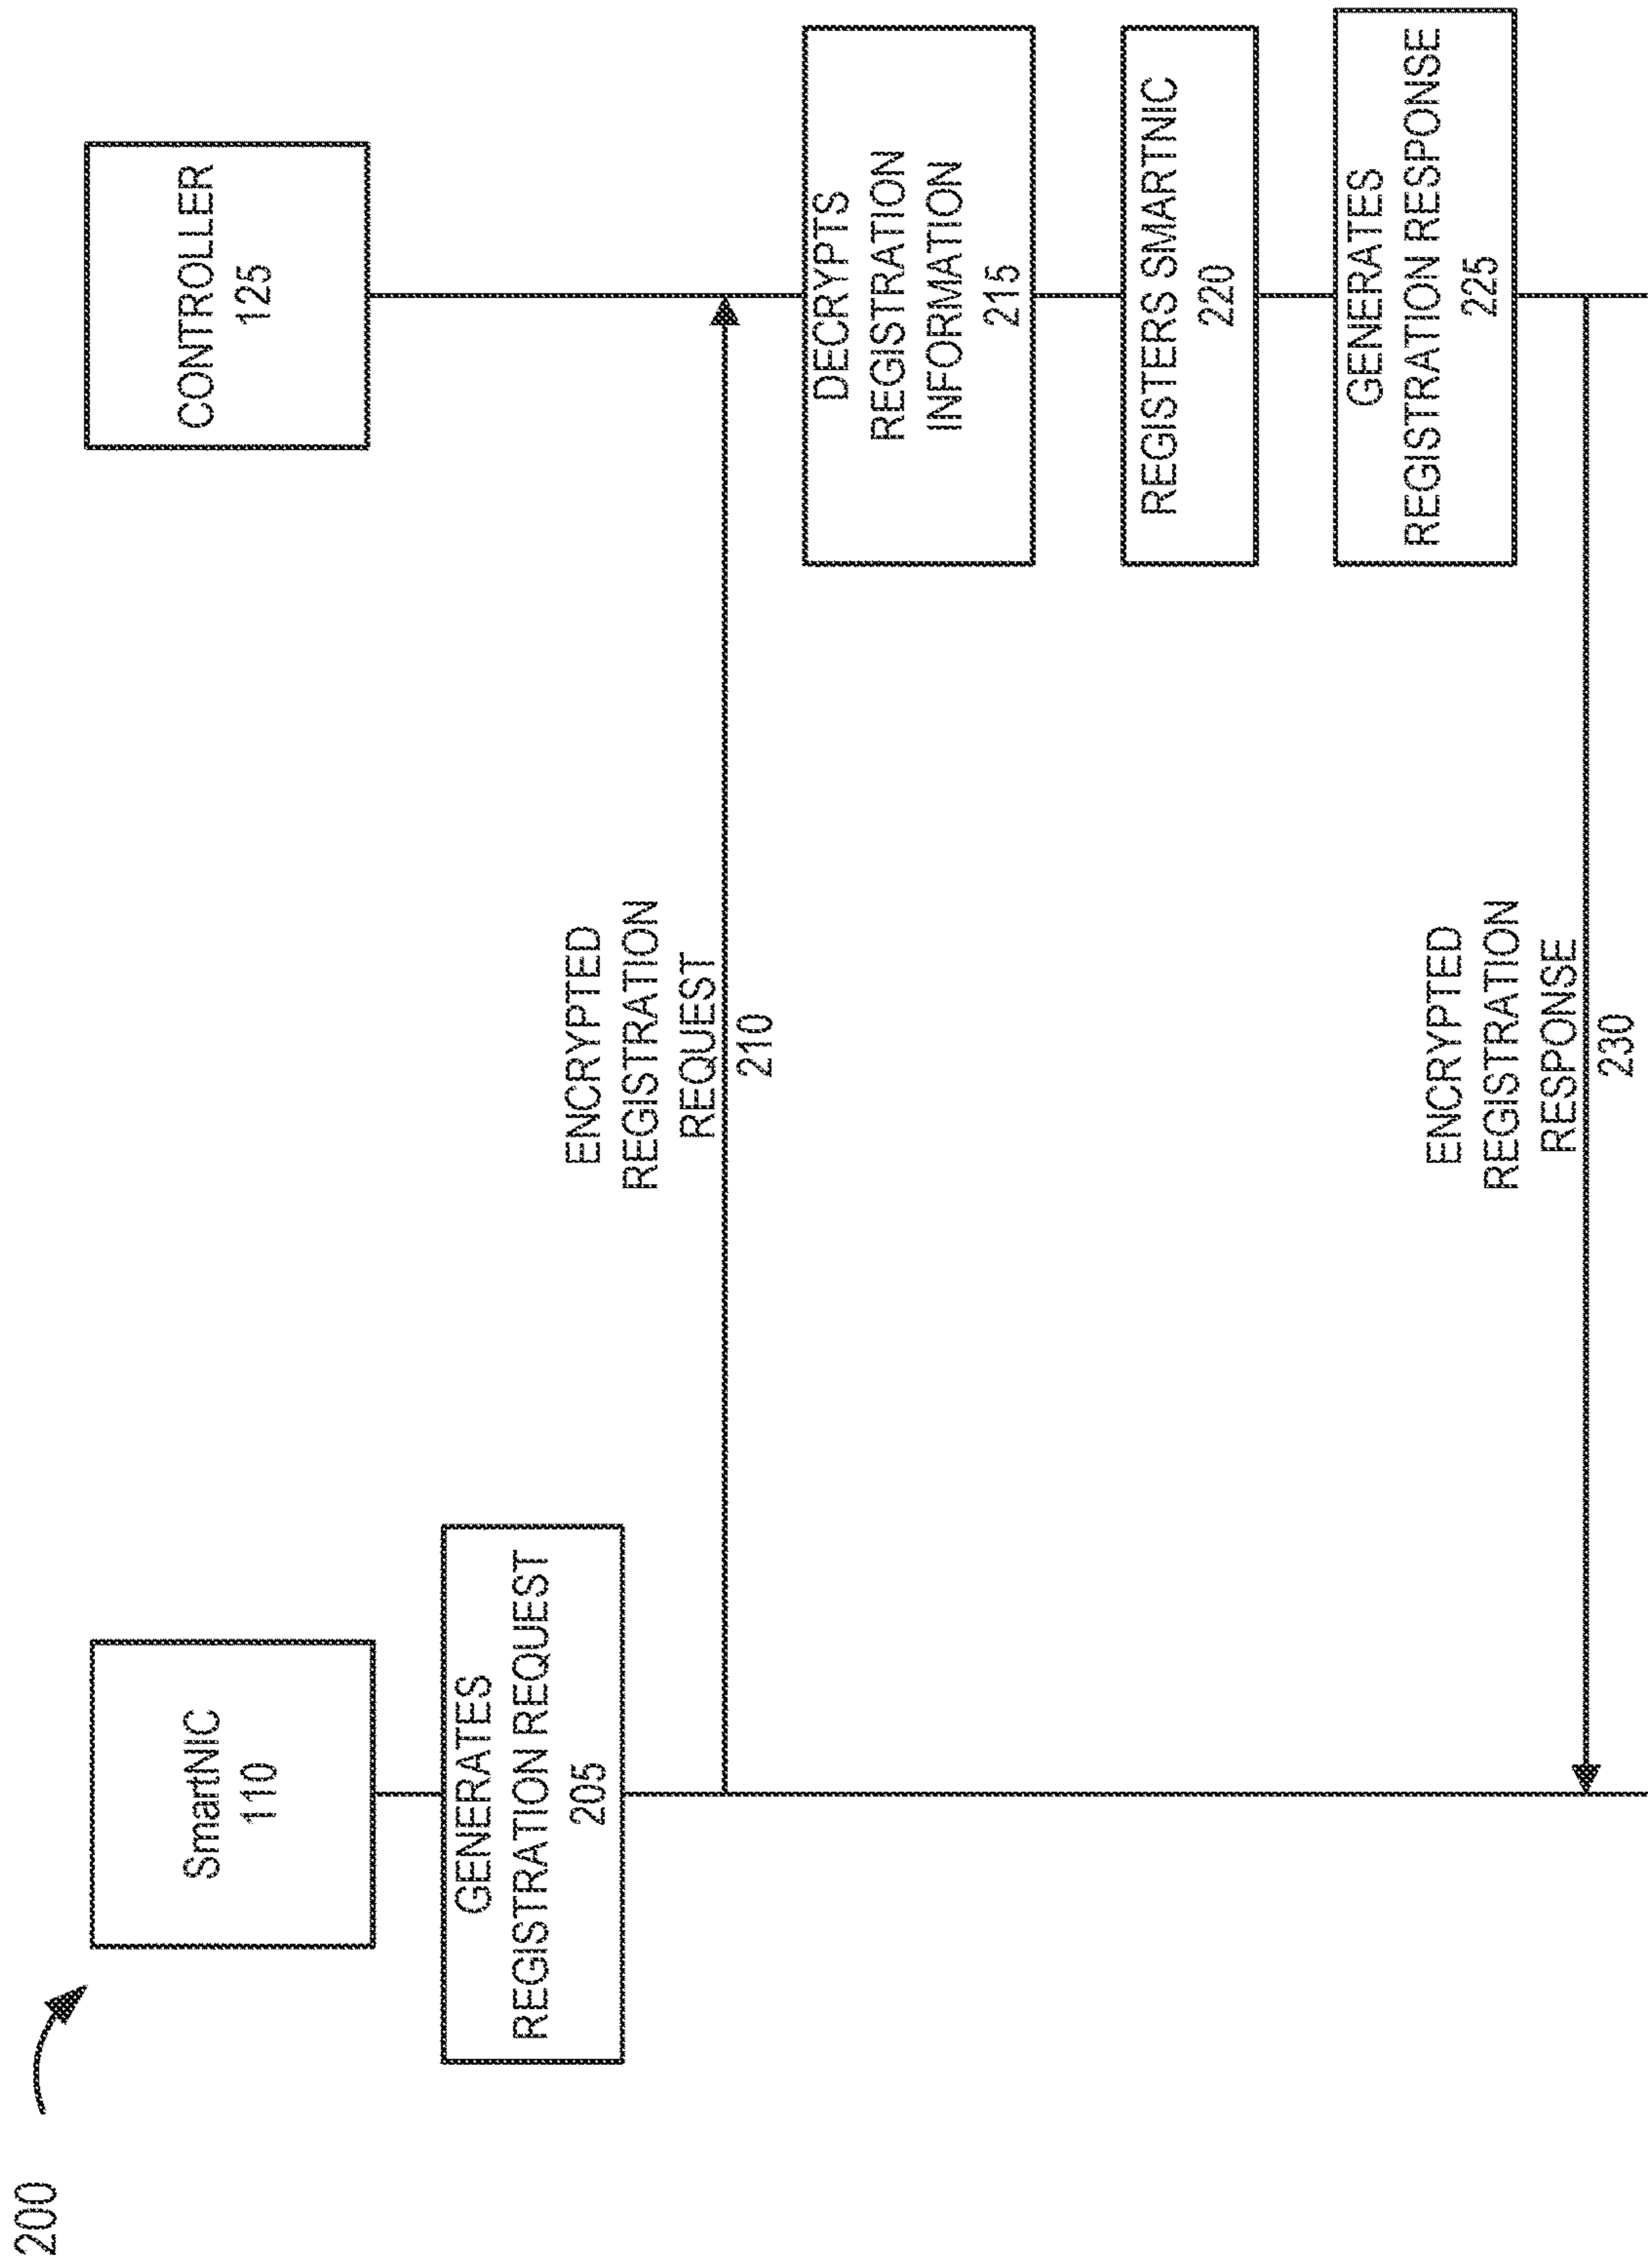 200
SmartNIC
110
CONTROLLER
125
GENERATES
REGISTRATION REQUEST
205
ENCRYPTED
REGISTRATION
REQUEST
210
DECRYPTS
REGISTRATION
INFORMATION
215
REGISTERS SMARTNIC
220
GENERATES
REGISTRATION RESPONSE
225
ENCRYPTED
REGISTRATION
RESPONSE
230